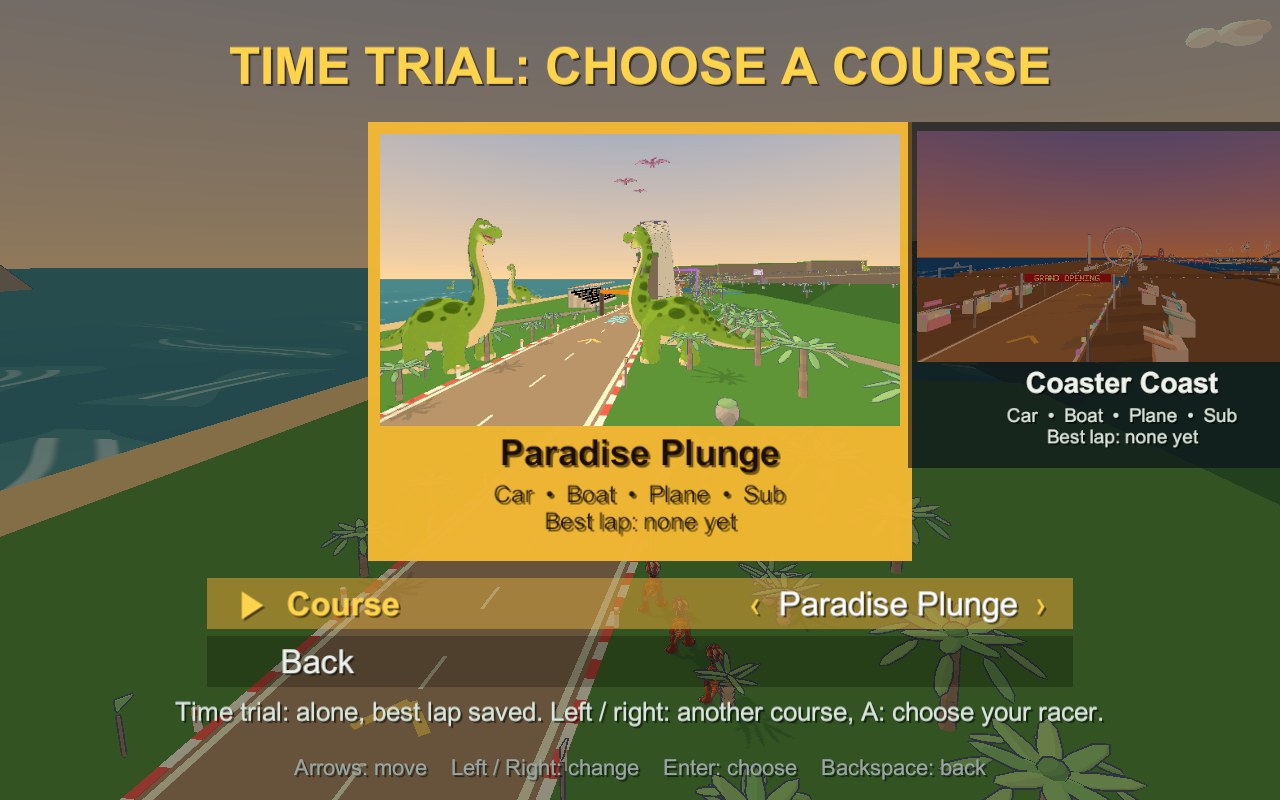 TIME TRIAL: CHOOSE A COURSE
GRAND OPENING
Paradise Plunge
Car • Boat • Plane • Sub
Best lap: none yet
Coaster Coast
Car • Boat • Plane • Sub
Best lap: none yet
Course ‹ Paradise Plunge ›
Back
Time trial: alone, best lap saved. Left / right: another course, A: choose your racer.
Arrows: move Left / Right: change Enter: choose Backspace: back